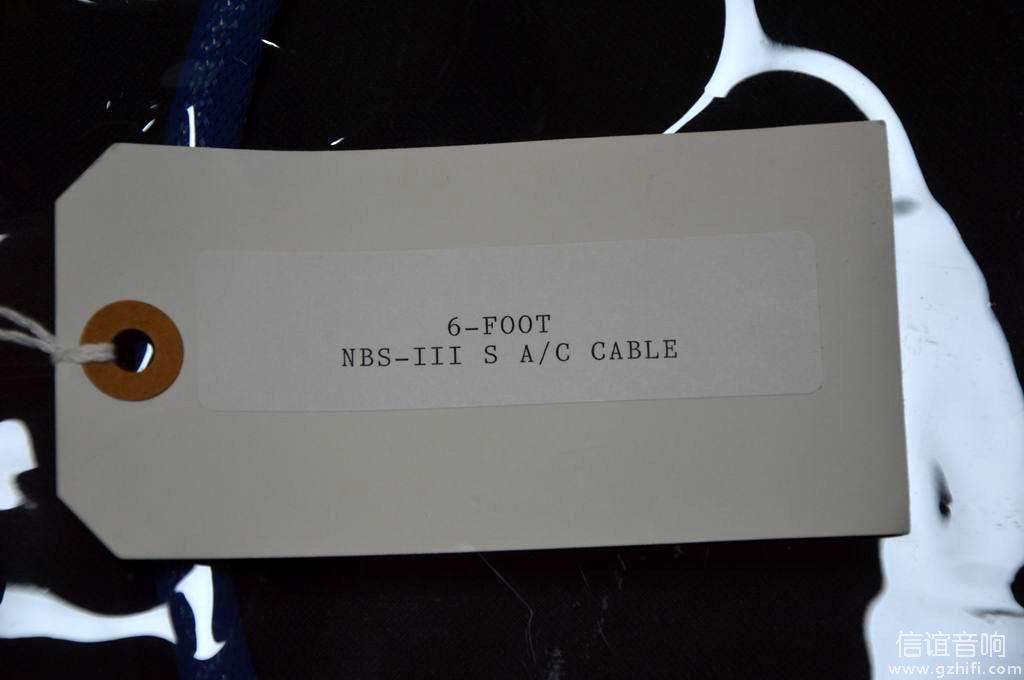 6-FOOT
NBS-III S A/C CABLE
信谊音响
www.gzhifi.com